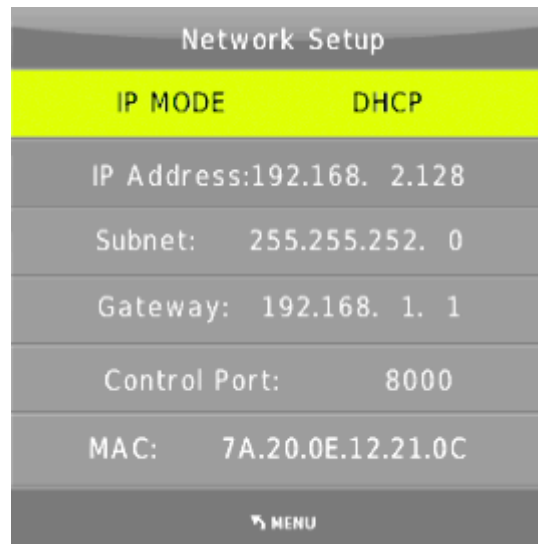 Network Setup
IP MODE DHCP
IP Address:192.168. 2.128
Subnet: 255.255.252. 0
Gateway: 192.168. 1. 1
Control Port: 8000
MAC: 7A.20.0E.12.21.0C
MENU